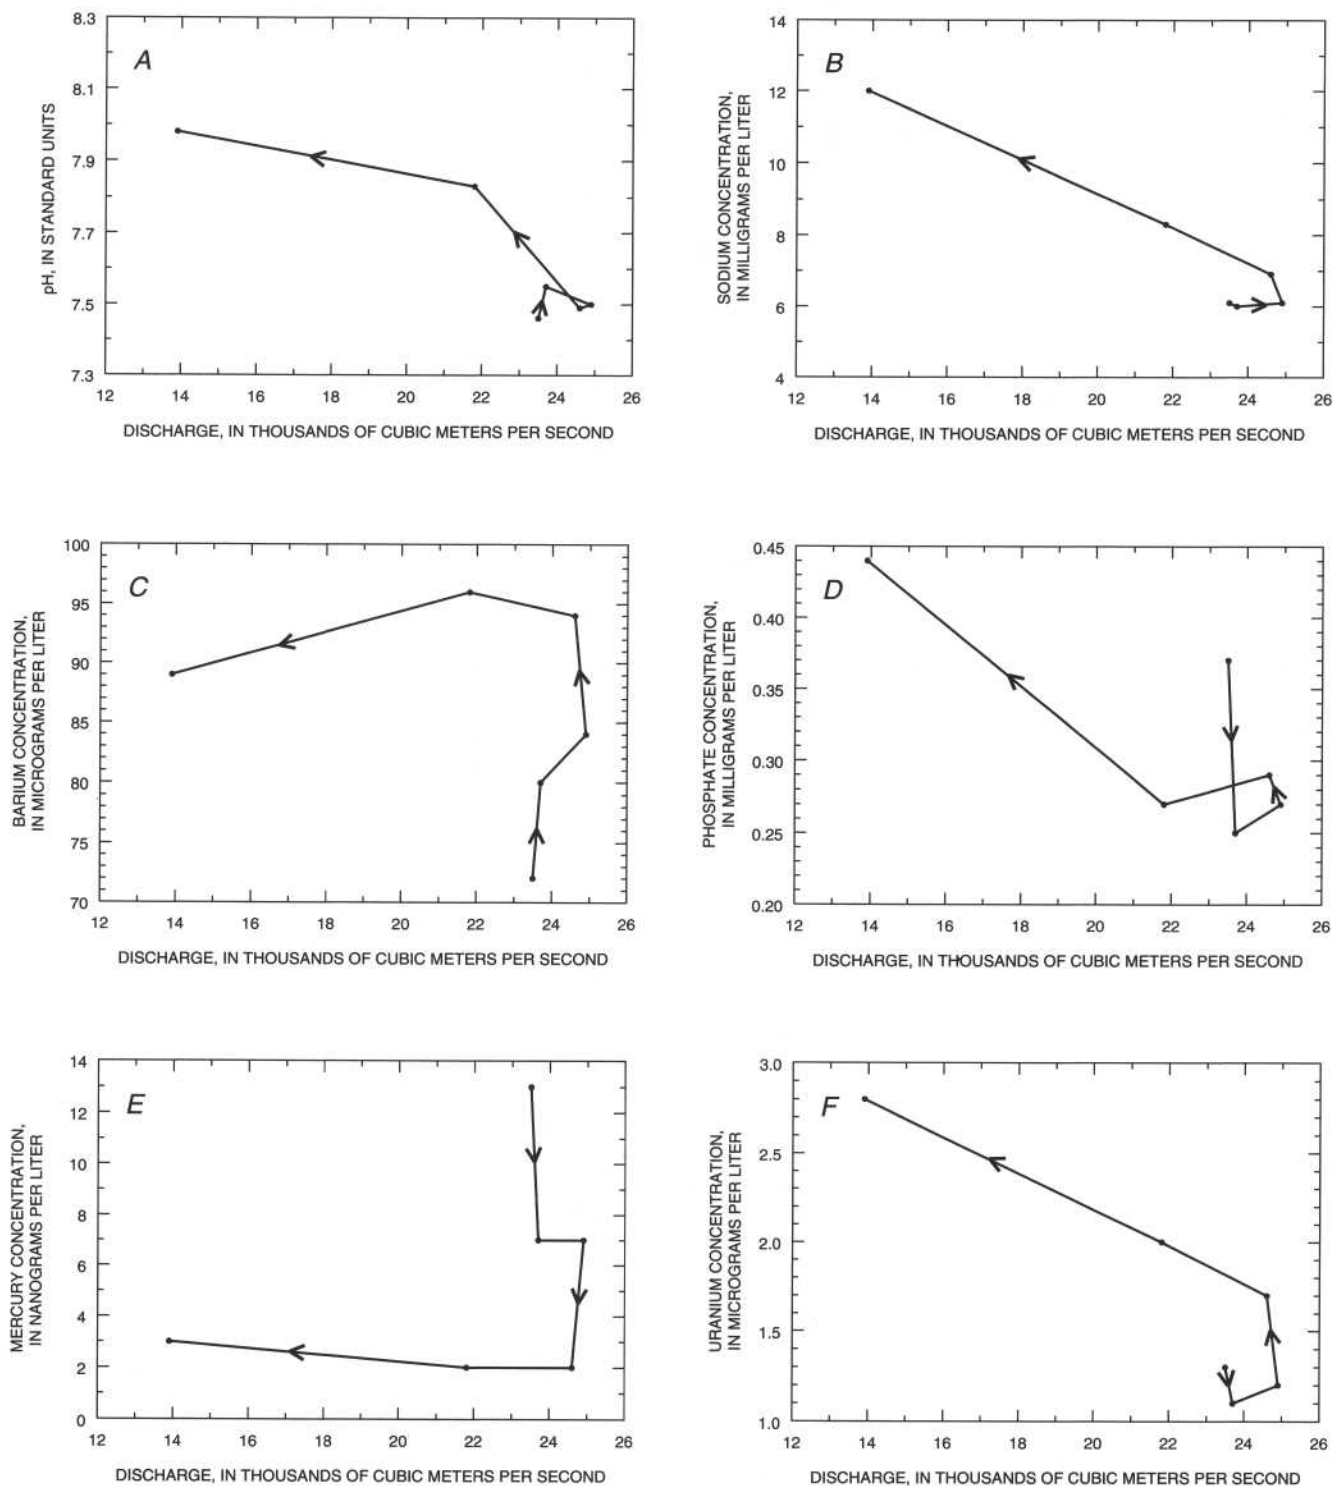 8.3
8.1
7.9
7.7
7.5
7.3
pH, IN STANDARD UNITS
A
12 14 16 18 20 22 24 26
DISCHARGE, IN THOUSANDS OF CUBIC METERS PER SECOND
14
12
10
8
6
4
SODIUM CONCENTRATION,
IN MILLIGRAMS PER LITER
B
12 14 16 18 20 22 24 26
DISCHARGE, IN THOUSANDS OF CUBIC METERS PER SECOND
100
95
90
85
80
75
70
BARIUM CONCENTRATION,
IN MICROGRAMS PER LITER
C
12 14 16 18 20 22 24 26
DISCHARGE, IN THOUSANDS OF CUBIC METERS PER SECOND
0.45
0.40
0.35
0.30
0.25
0.20
PHOSPHATE CONCENTRATION,
IN MILLIGRAMS PER LITER
D
12 14 16 18 20 22 24 26
DISCHARGE, IN THOUSANDS OF CUBIC METERS PER SECOND
14
12
10
8
6
4
2
0
MERCURY CONCENTRATION,
IN NANOGRAMS PER LITER
E
12 14 16 18 20 22 24 26
DISCHARGE, IN THOUSANDS OF CUBIC METERS PER SECOND
3.0
2.5
2.0
1.5
1.0
URANIUM CONCENTRATION,
IN MICROGRAMS PER LITER
F
12 14 16 18 20 22 24 26
DISCHARGE, IN THOUSANDS OF CUBIC METERS PER SECOND